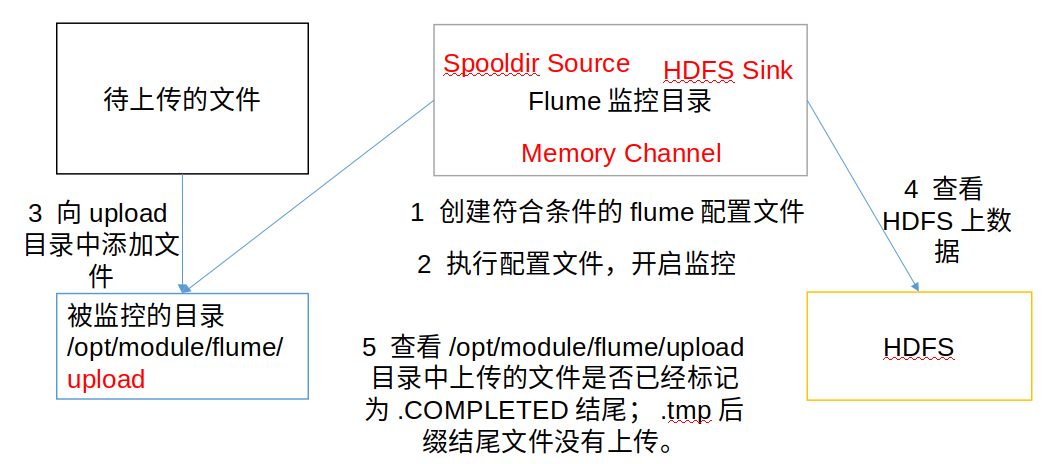 待上传的文件
Spooldir Source
HDFS Sink
Flume 监控目录
Memory Channel
3 向 upload
目录中添加文
件
1 创建符合条件的 flume 配置文件
2 执行配置文件，开启监控
4 查看
HDFS 上数
据
被监控的目录
/opt/module/flume/
upload
5 查看 /opt/module/flume/upload
目录中上传的文件是否已经标记
为 .COMPLETED 结尾； .tmp 后
缀结尾文件没有上传。
HDFS